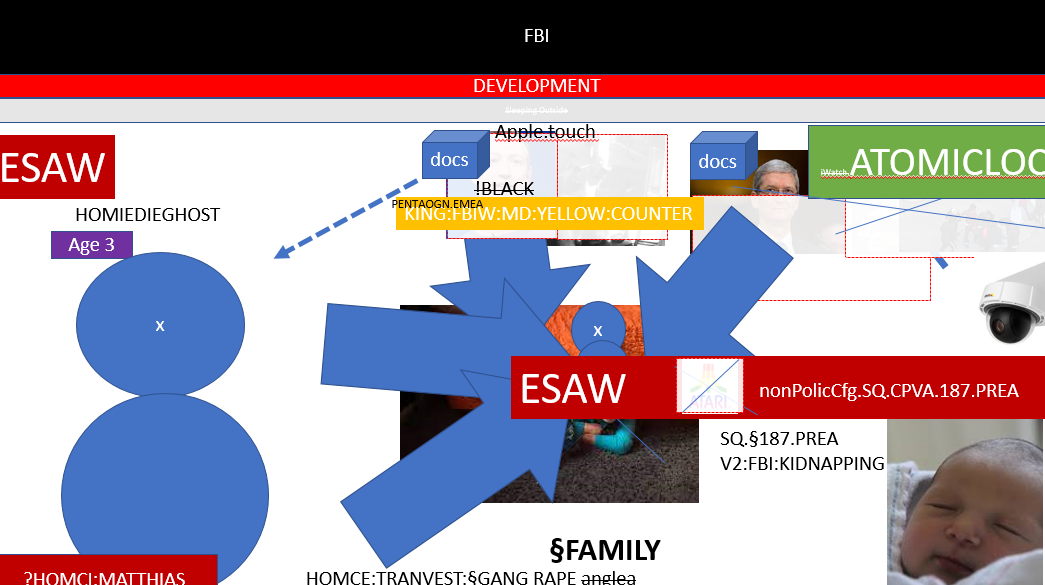 FBI
DEVELOPMENT
Sleeping Outside
Apple.touch
docs
docs
ESAW
iWatch.
ATOMICLOC
!BLACK
PENTAOGN.EMEA
KING:FBIW:MD:YELLOW:COUNTER
HOMIEDIEGHOST
Age 3
x
x
ESAW
ATARI
nonPolicCfg.SQ.CPVA.187.PREA
SQ.§187.PREA
V2:FBI:KIDNAPPING
§FAMILY
?HOMCI:MATTHIAS
HOMCE:TRANVEST:§GANG RAPE anglea